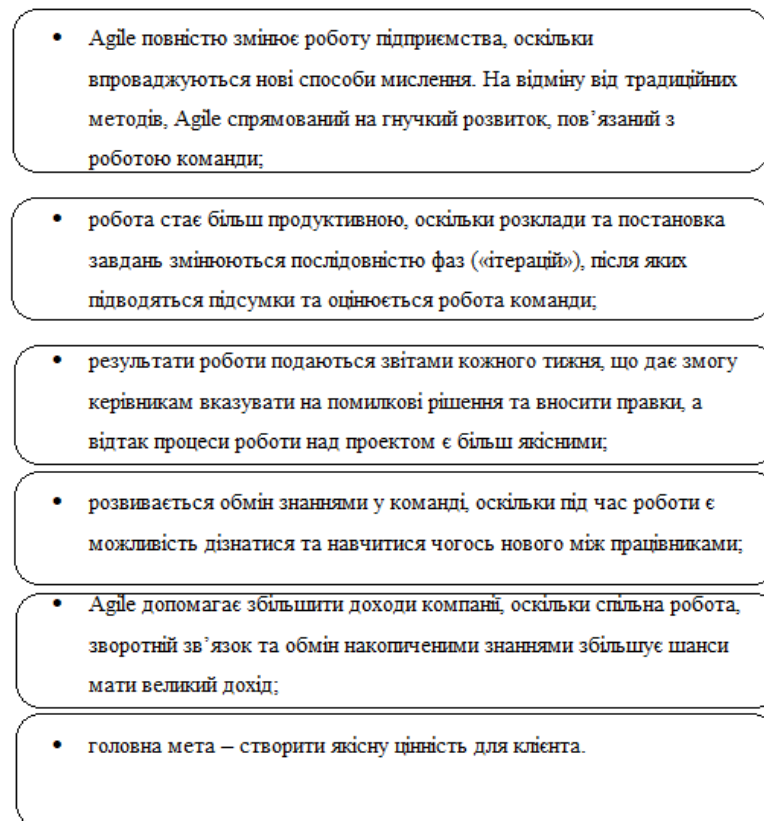 • Agile повністю змінює роботу підприємства, оскільки
впроваджуються нові способи мислення. На відміну від традиційних
методів, Agile спрямований на гнучкий розвиток, пов’язаний з
роботою команди;
• робота стає більш продуктивною, оскільки розклади та постановка
завдань змінюються послідовністю фаз («ітерацій»), після яких
підводяться підсумки та оцінюється робота команди;
• результати роботи подаються звітами кожного тижня, що дає змогу
керівникам вказувати на помилкові рішення та вносити правки, а
відтак процеси роботи над проектом є більш якісними;
• розвивається обмін знаннями у команді, оскільки під час роботи є
можливість дізнатися та навчитися чогось нового між працівниками;
• Agile допомагає збільшити доходи компанії, оскільки спільна робота,
зворотній зв’язок та обмін накопиченими знаннями збільшує шанси
мати великий дохід;
• головна мета – створити якісну цінність для клієнта.